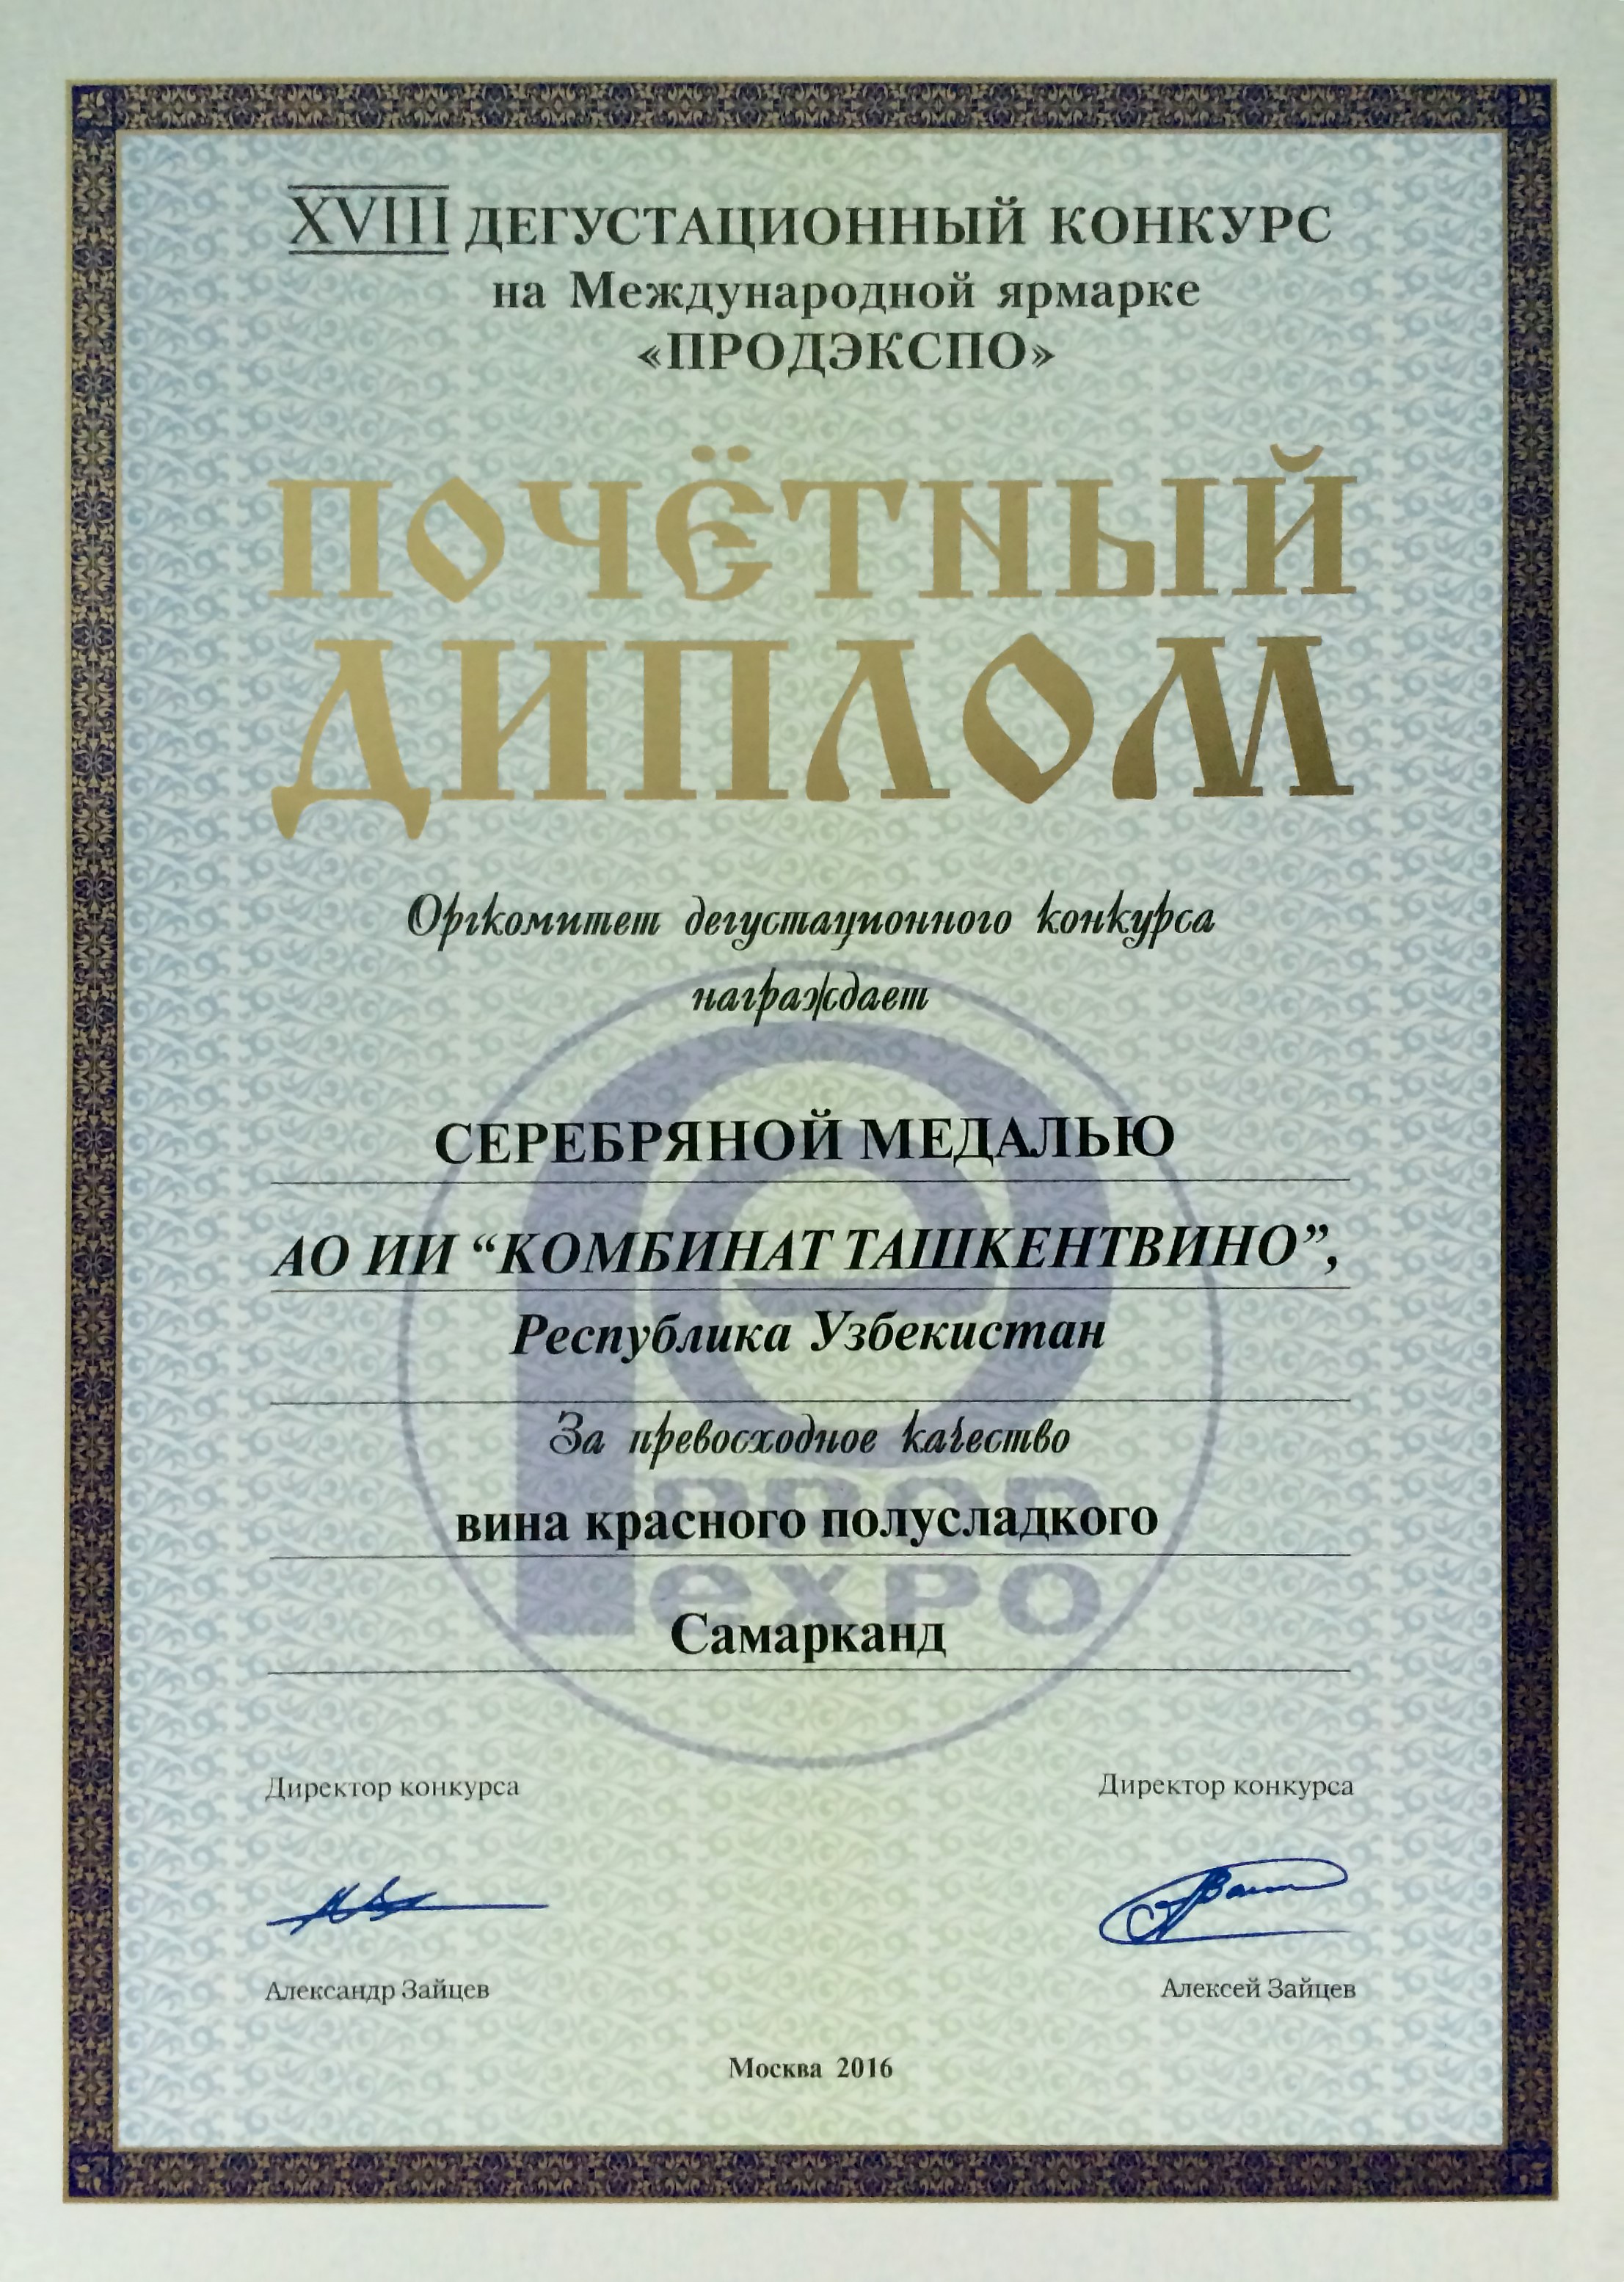 XVIII ДЕГУСТАЦИОННЫЙ КОНКУРС
на Международной ярмарке
«ПРОДЭКСПО»
ПОЧЁТНЫЙ
ДИПЛОМ
Оргкомитет дегустационного конкурса
награждает
СЕРЕБРЯНОЙ МЕДАЛЬЮ
АО ИИ “КОМБИНАТ ТАШКЕНТВИНО”,
Республика Узбекистан
За превосходное качество
PROD
вина красного полусладкого
expo
Самарканд
Директор конкурса Директор конкурса
Александр Зайцев Алексей Зайцев
Москва 2016